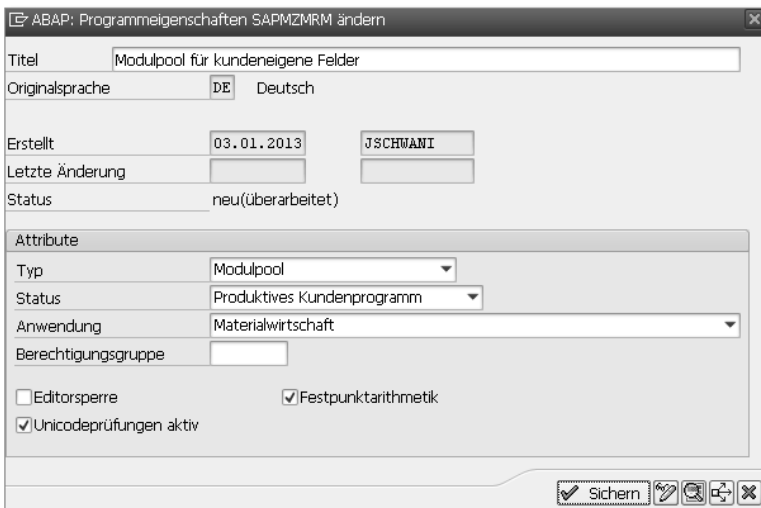 ABAP: Programmeigenschaften SAPMZMRM ändern
Titel Modulpool für kundeneigene Felder
Originalsprache DE Deutsch
Erstellt 03.01.2013 JSCHWANI
Letzte Änderung
Status neu(überarbeitet)
Attribute
Typ Modulpool
Status Produktives Kundenprogramm
Anwendung Materialwirtschaft
Berechtigungsgruppe
Editorsperre Festpunktarithmetik
Unicodeprüfungen aktiv
Sichern